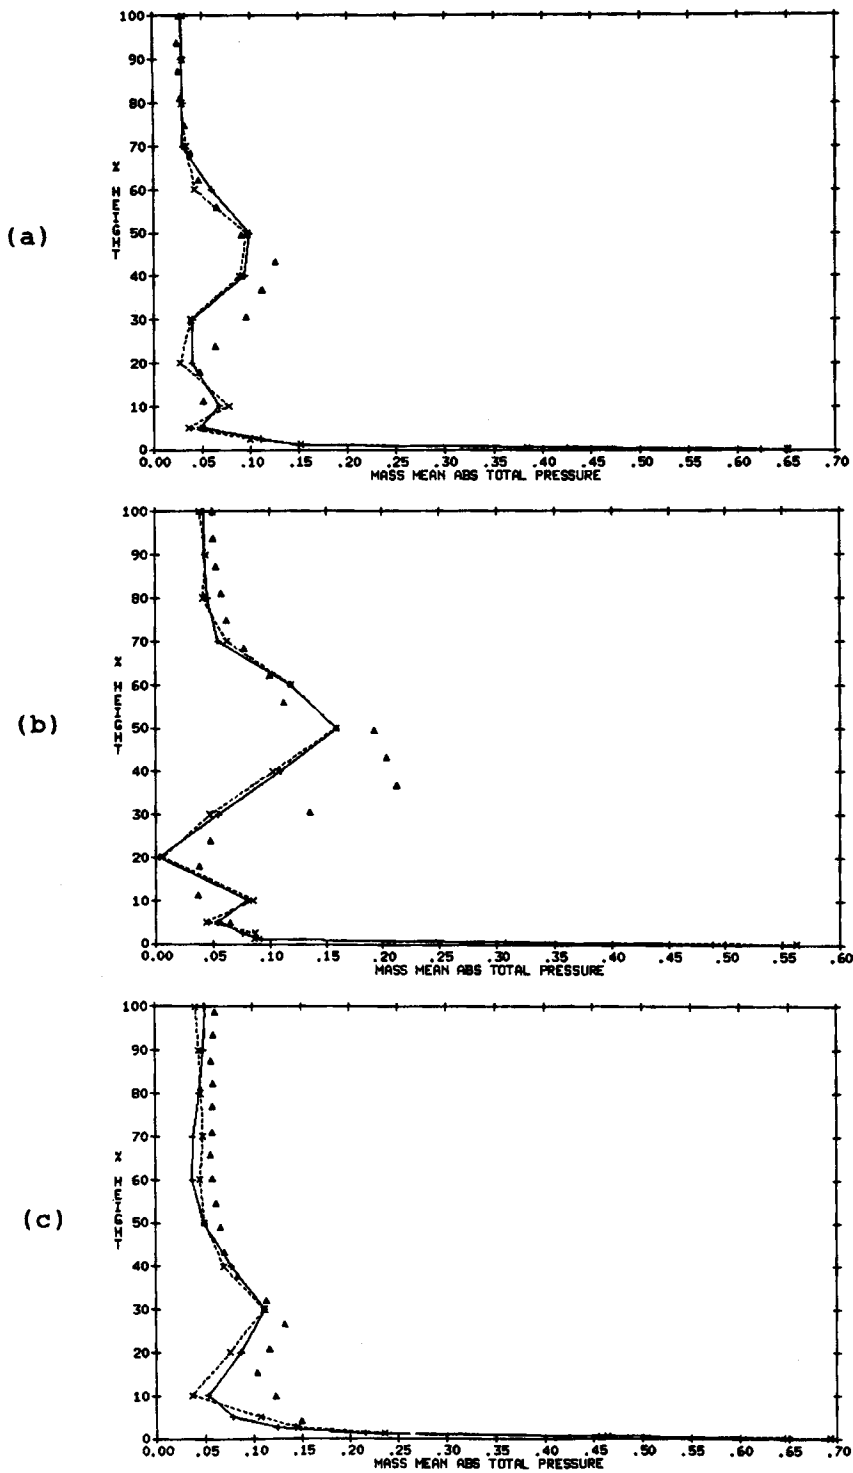 (a)
100
90
80
70
60
50
40
30
20
10
0
% HEIGHT
0.00 .05 .10 .15 .20 .25 .30 .35 .40 .45 .50 .55 .60 .65 .70
MASS MEAN ABS TOTAL PRESSURE
(b)
100
90
80
70
60
50
40
30
20
10
0
% HEIGHT
0.00 .05 .10 .15 .20 .25 .30 .35 .40 .45 .50 .55 .60
MASS MEAN ABS TOTAL PRESSURE
(c)
100
90
80
70
60
50
40
30
20
10
0
% HEIGHT
0.00 .05 .10 .15 .20 .25 .30 .35 .40 .45 .50 .55 .60 .65 .70
MASS MEAN ABS TOTAL PRESSURE